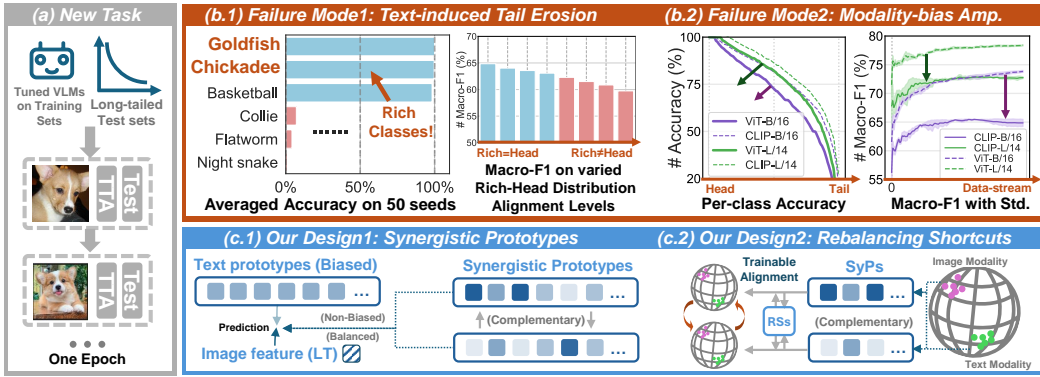 (a) New Task
Tuned VLMs
on Training
Sets
Long-tailed
Test sets
TTA
Test
TTA
Test
One Epoch
(b.1) Failure Mode1: Text-induced Tail Erosion
Goldfish
Chickadee
Basketball
Collie
Flatworm
Night snake
Rich
Classes!
0%
50%
100%
Averaged Accuracy on 50 seeds
# Macro-F1 (%)
65
60
55
50
Rich=Head
Rich≠Head
Macro-F1 on varied
Rich-Head Distribution
Alignment Levels
(b.2) Failure Mode2: Modality-bias Amp.
# Accuracy (%)
100
75
50
20
ViT-B/16
CLIP-B/16
ViT-L/14
CLIP-L/14
Head
Tail
Per-class Accuracy
# Macro-F1 (%)
80
75
70
65
60
55
CLIP-B/16
CLIP-L/14
ViT-B/16
ViT-L/14
0
Data-stream
Macro-F1 with Std.
(c.1) Our Design1: Synergistic Prototypes
Text prototypes (Biased)
...
Prediction
(Non-Biased)
(Balanced)
Image feature (LT)
Synergistic Prototypes
...
(Complementary)
...
(c.2) Our Design2: Rebalancing Shortcuts
Trainable
Alignment
RSs
SyPs
...
(Complementary)
...
Image Modality
Text Modality